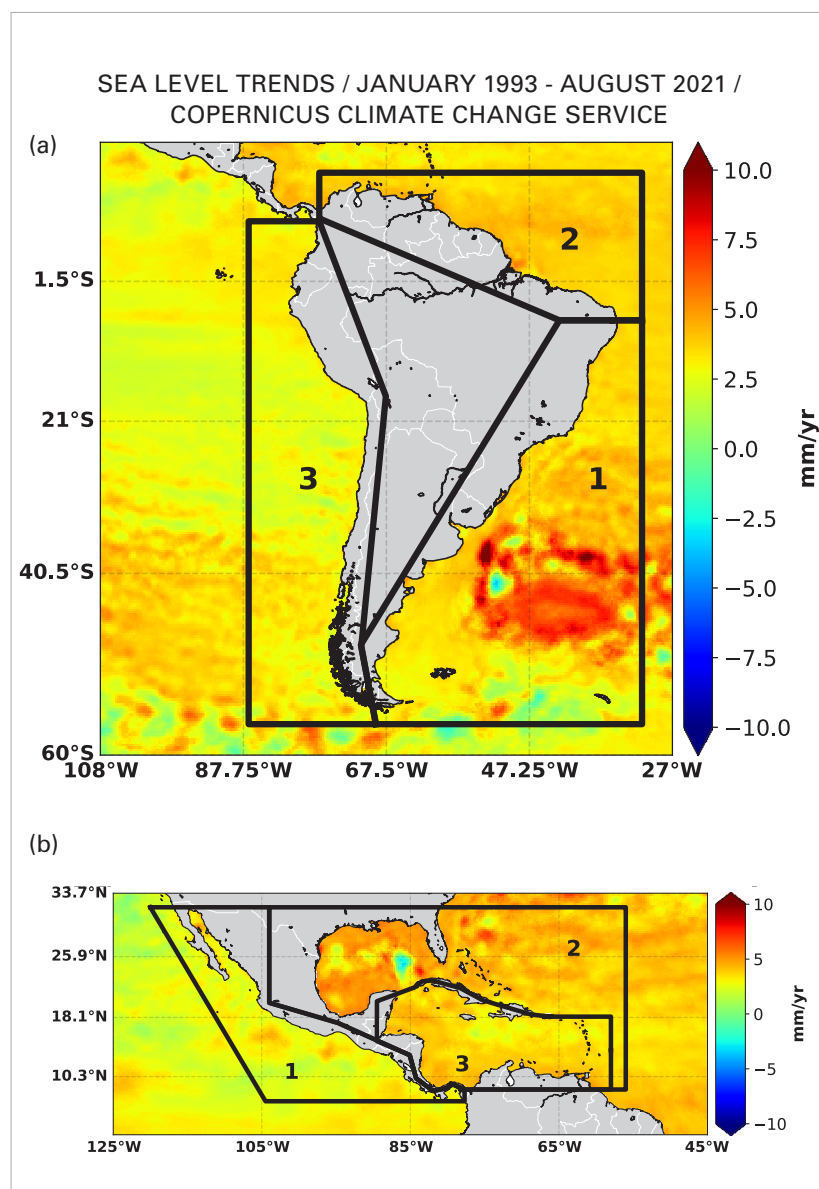 SEA LEVEL TRENDS / JANUARY 1993 - AUGUST 2021 /
COPERNICUS CLIMATE CHANGE SERVICE
(a)
10.0
7.5
5.0
2.5
0.0
−2.5
−5.0
−7.5
−10.0
mm/yr
2
3
1
1.5°S
21°S
40.5°S
60°S
108°W
87.75°W
67.5°W
47.25°W
27°W
(b)
33.7°N
25.9°N
18.1°N
10.3°N
2
1
3
125°W
105°W
85°W
65°W
45°W
10
5
0
−5
−10
mm/yr